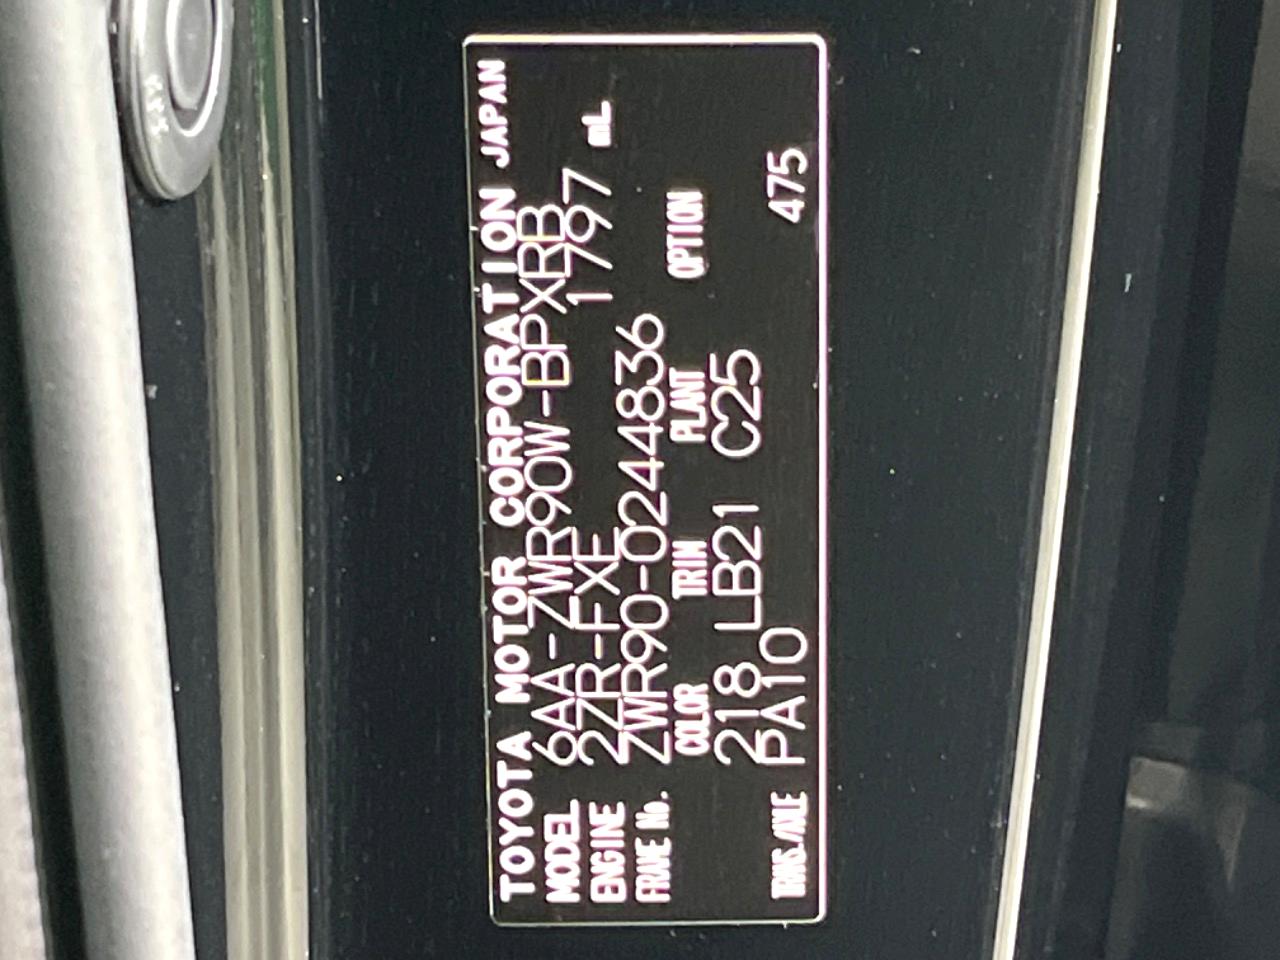 TOYOTA MOTOR CORPORATION JAPAN
MODEL 6AA-ZWR90W-BPXRB
ENGINE 2ZR-FXE 1797 mL
FRAME No. ZWR90-0244836
COLOR TRIM PLANT OPTION
218 LB21 C25
TRANS./AXLE PA10 475